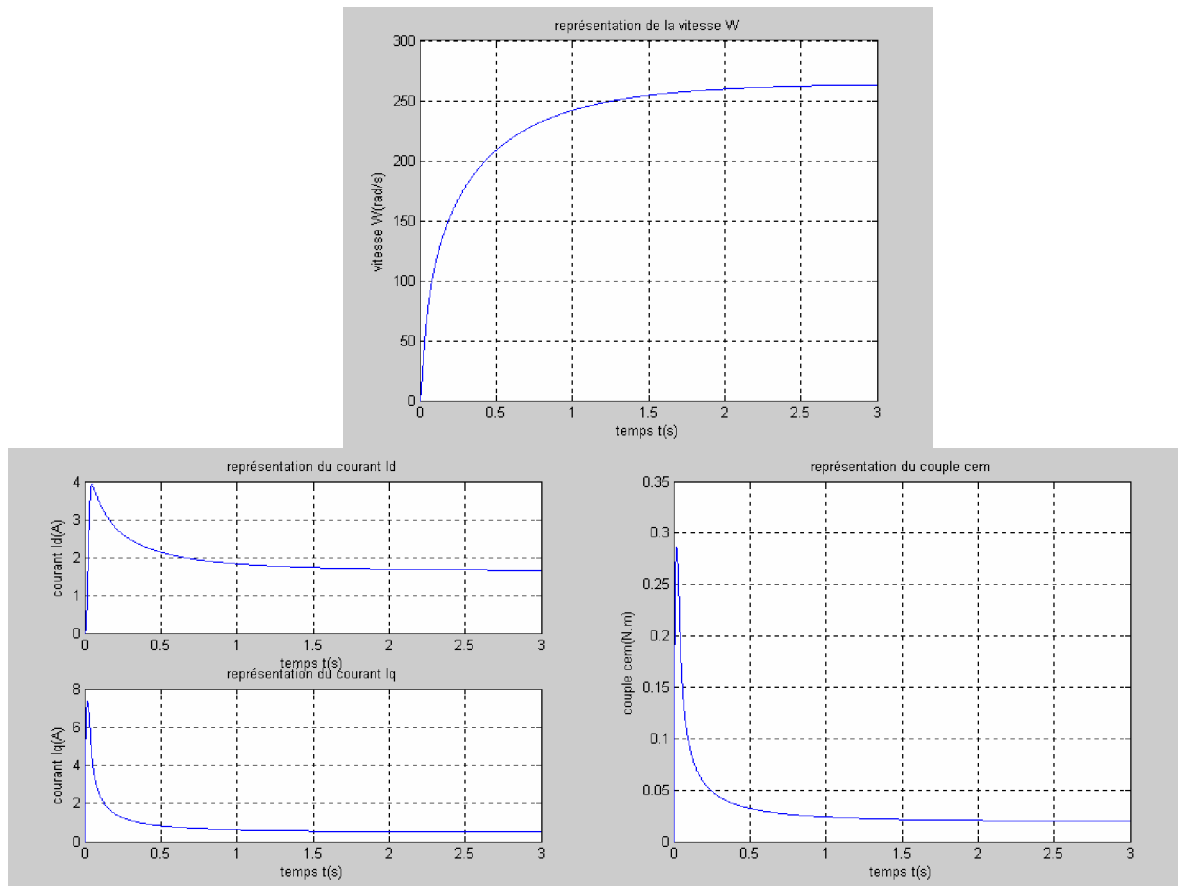 représentation de la vitesse W
300
250
200
150
100
50
0
vitesse W(rad/s)
0 0.5 1 1.5 2 2.5 3
temps t(s)
représentation du courant Id
4
3
2
1
0
courant Id(A)
0 0.5 1 1.5 2 2.5 3
temps t(s)
représentation du courant Iq
8
6
4
2
0
courant Iq(A)
0 0.5 1 1.5 2 2.5 3
temps t(s)
représentation du couple cem
0.35
0.3
0.25
0.2
0.15
0.1
0.05
0
couple cem(N.m)
0 0.5 1 1.5 2 2.5 3
temps t(s)